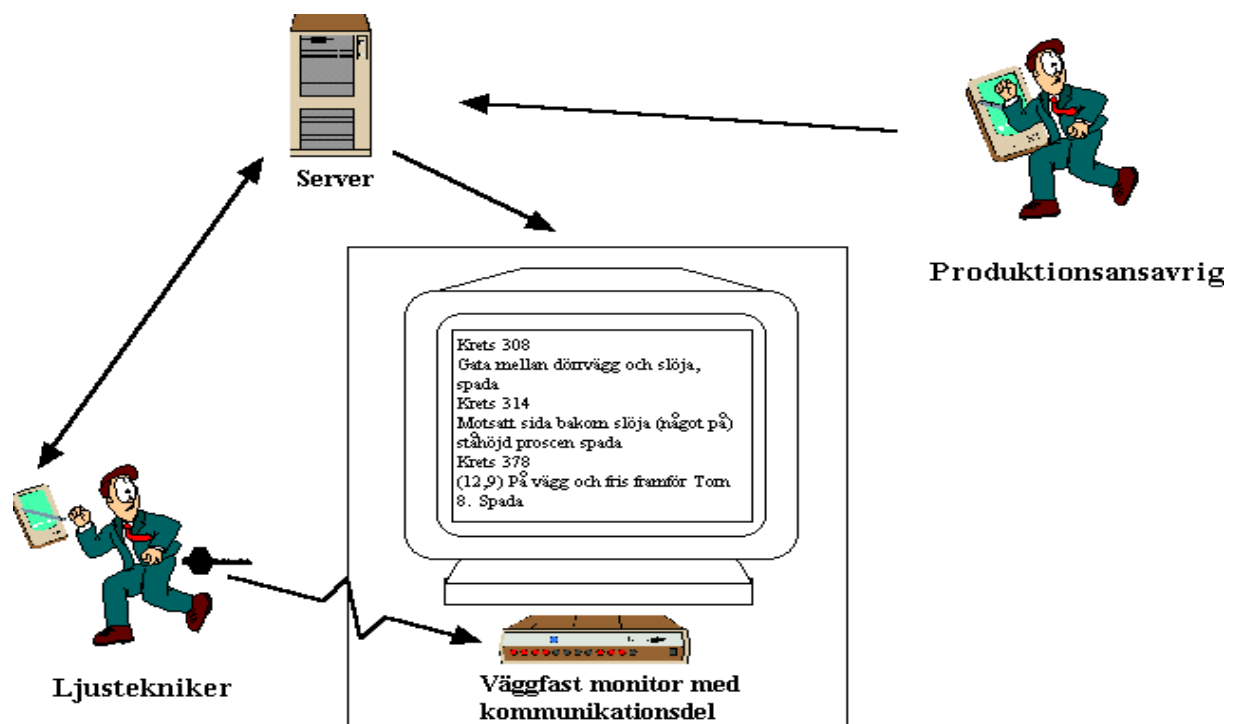 Server
Produktionsansavrig
Krets 308
Gata mellan dörrvägg och slöja,
spada
Krets 314
Motsatt sida bakom slöja (något på)
ståhöjd proscen spada
Krets 378
(12,9) På vägg och fris framför Torn
8. Spada
Ljustekniker
Väggfast monitor med
kommunikationsdel